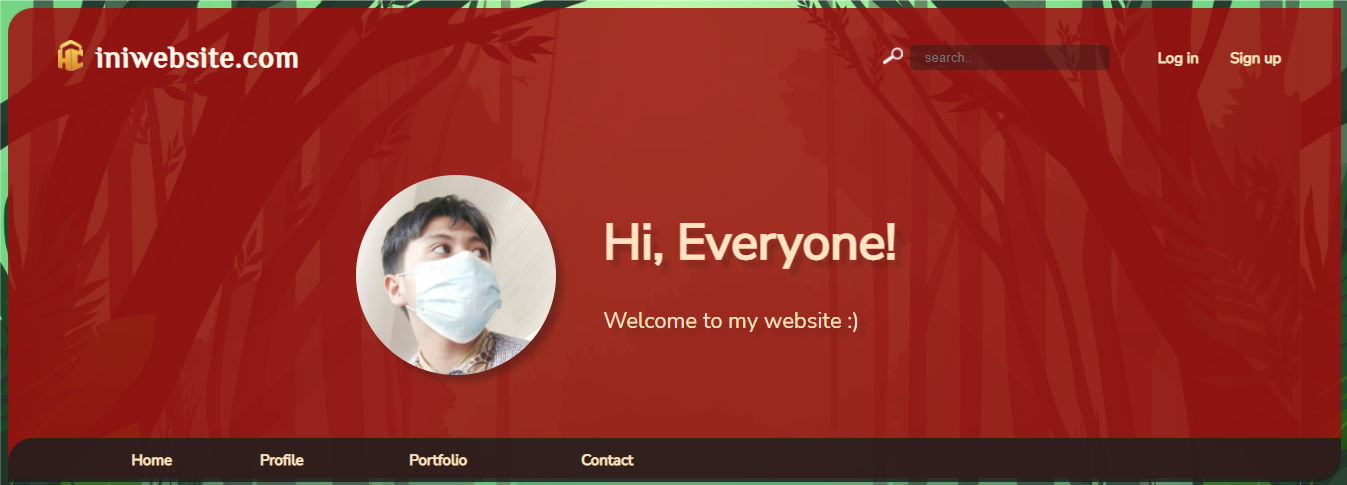 iniwebsite.com
search..
Log in
Sign up
Hi, Everyone!
Welcome to my website :)
Home
Profile
Portfolio
Contact